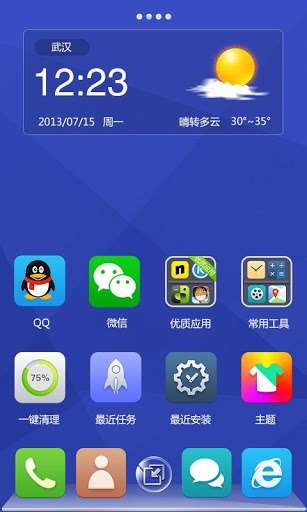 武汉
12:23
2013/07/15 周一
晴转多云 30°~35°
QQ
微信
优质应用
常用工具
75%
一键清理
最近任务
最近安装
主题